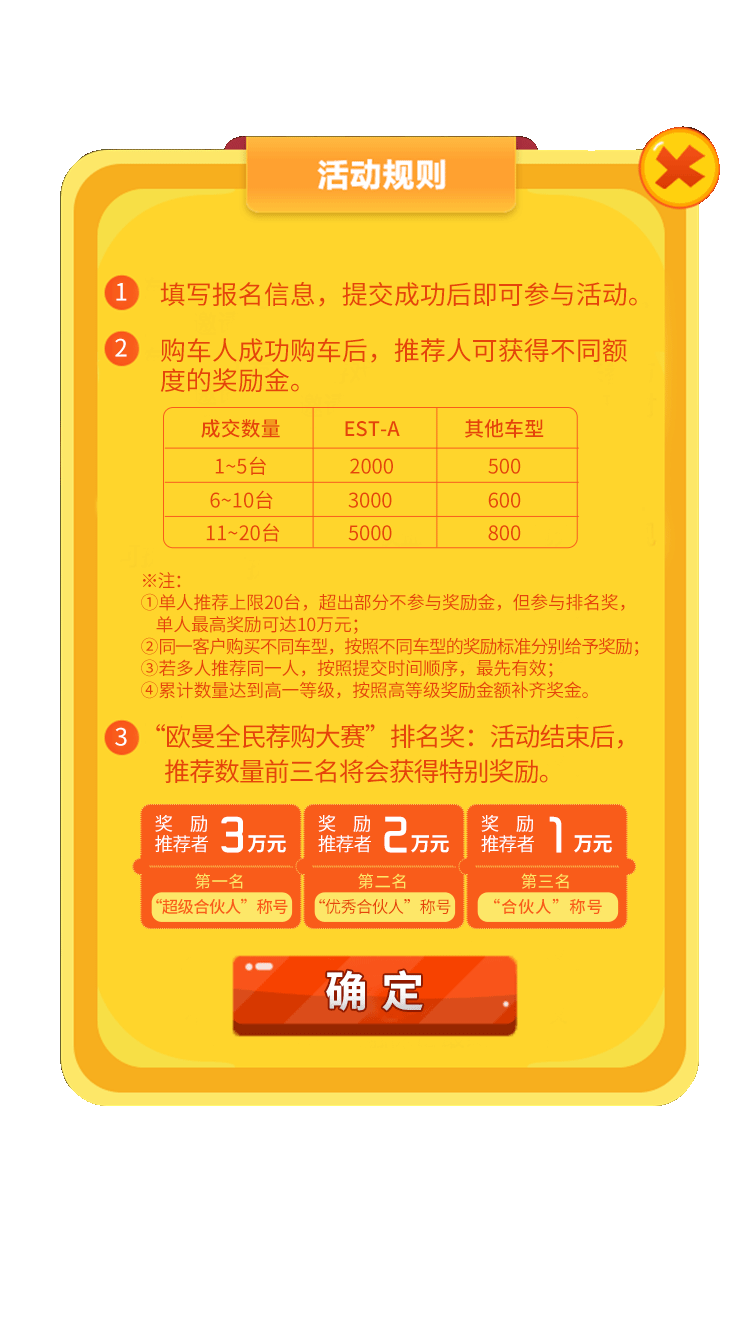 活动规则
1 填写报名信息，提交成功后即可参与活动。
2 购车人成功购车后，推荐人可获得不同额
度的奖励金。
成交数量 EST-A 其他车型
1~5台 2000 500
6~10台 3000 600
11~20台 5000 800
※注：
①单人推荐上限20台，超出部分不参与奖励金，但参与排名奖，
单人最高奖励可达10万元；
②同一客户购买不同车型，按照不同车型的奖励标准分别给予奖励；
③若多人推荐同一人，按照提交时间顺序，最先有效；
④累计数量达到高一等级，按照高等级奖励金额补齐奖金。
3 “欧曼全民荐购大赛”排名奖：活动结束后，
推荐数量前三名将会获得特别奖励。
奖 励 推荐者 3万元 奖 励 推荐者 2万元 奖 励 推荐者 1万元
第一名 第二名 第三名
“超级合伙人”称号 “优秀合伙人”称号 “合伙人”称号
确定